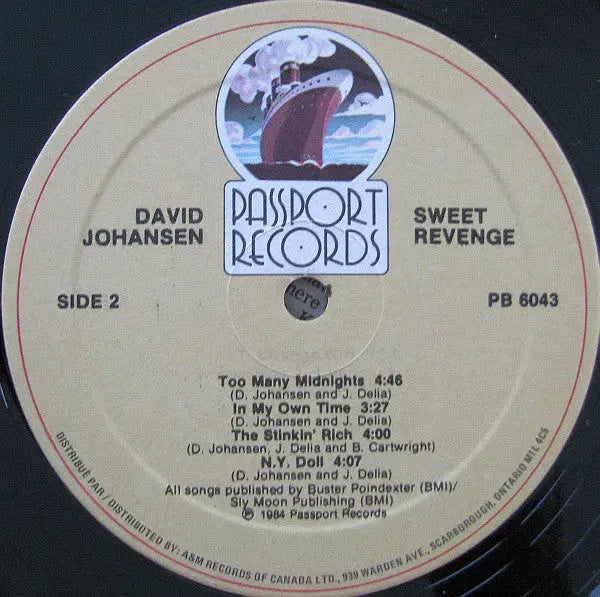 PASSPORT
RECORDS
DAVID
JOHANSEN
SWEET
REVENGE
SIDE 2
PB 6043
here
Too Many Midnights 4:46
(D. Johansen and J. Delia)
In My Own Time 3:27
(D. Johansen and J. Delia)
The Stinkin' Rich 4:00
(D. Johansen, J. Delia and B. Cartwright)
N.Y. Doll 4:07
(D. Johansen and J. Delia)
All songs published by Buster Poindexter (BMI)/
Sly Moon Publishing (BMI)
℗ 1984 Passport Records
DISTRIBUÉ PAR / DISTRIBUTED BY: A&M RECORDS OF CANADA LTD., 939 WARDEN AVE., SCARBOROUGH, ONTARIO M1L 4C5